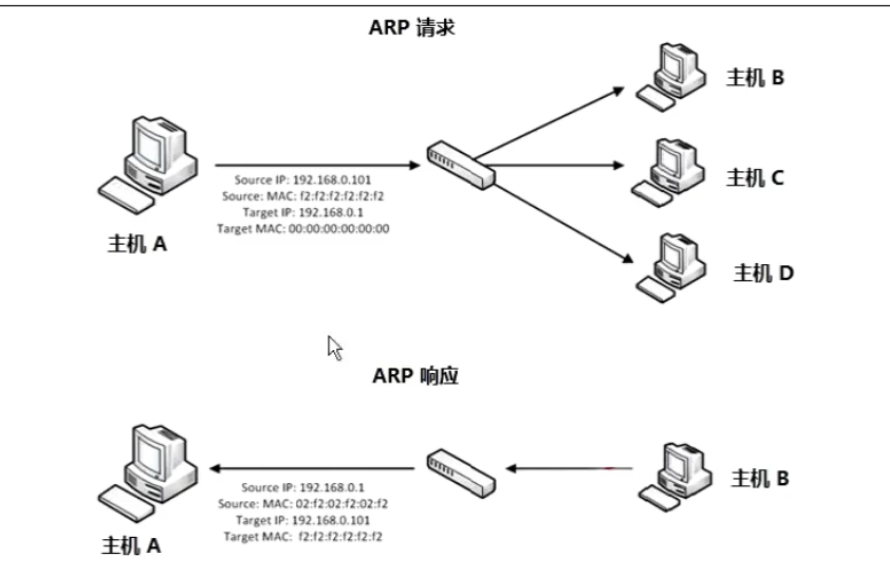 ARP 请求
主机 B
主机 C
主机 D
Source IP: 192.168.0.101
Source: MAC: f2:f2:f2:f2:f2:f2
Target IP: 192.168.0.1
Target MAC: 00:00:00:00:00:00
主机 A
ARP 响应
主机 B
Source IP: 192.168.0.1
Source: MAC: 02:f2:02:f2:02:f2
Target IP: 192.168.0.101
Target MAC: f2:f2:f2:f2:f2:f2
主机 A